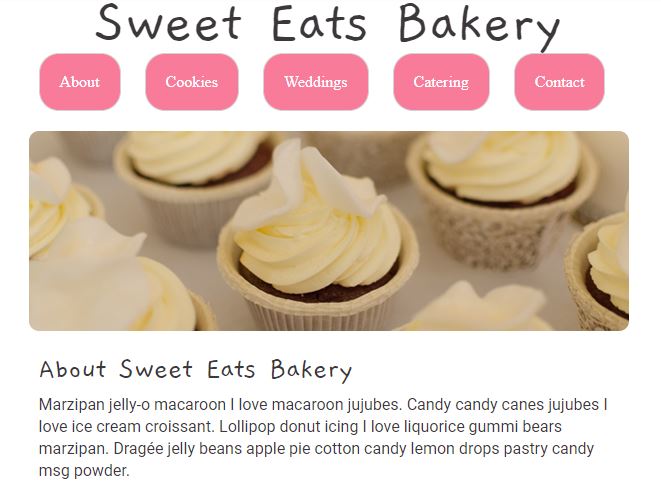 Sweet Eats Bakery
About Cookies Weddings Catering Contact
About Sweet Eats Bakery
Marzipan jelly-o macaroon I love macaroon jujubes. Candy candy canes jujubes I
love ice cream croissant. Lollipop donut icing I love liquorice gummi bears
marzipan. Dragée jelly beans apple pie cotton candy lemon drops pastry candy
msg powder.